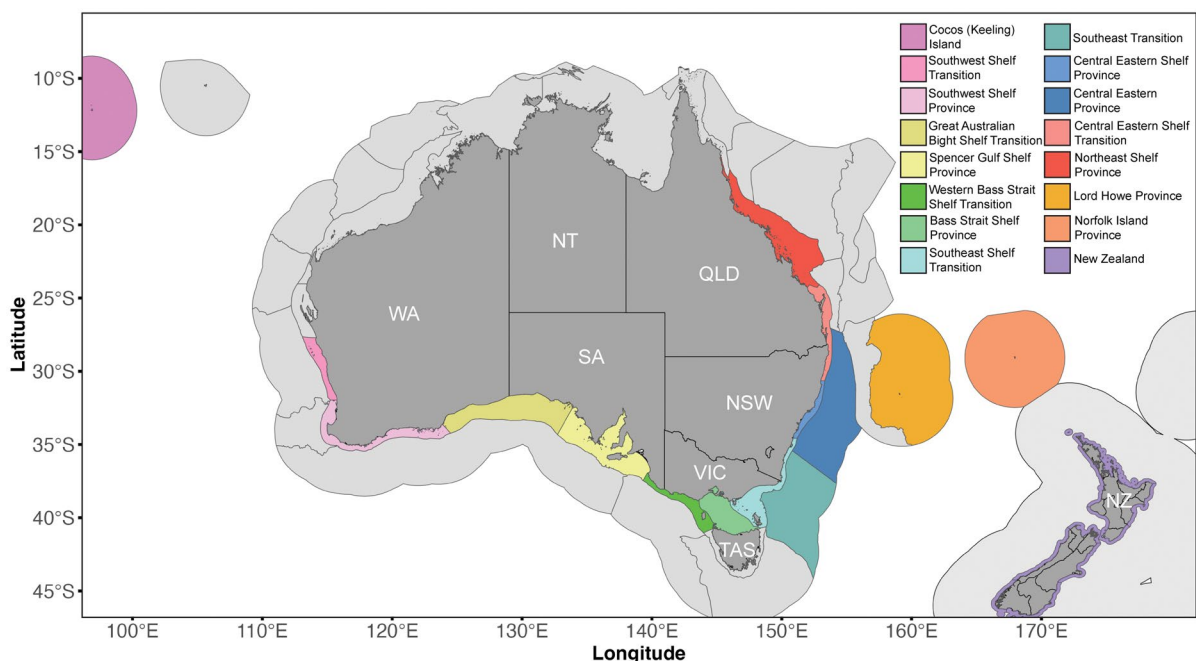 Cocos (Keeling)
Island
Southwest Shelf
Transition
Southwest Shelf
Province
Great Australian
Bight Shelf Transition
Spencer Gulf Shelf
Province
Western Bass Strait
Shelf Transition
Bass Strait Shelf
Province
Southeast Shelf
Transition
Southeast Transition
Central Eastern Shelf
Province
Central Eastern
Province
Central Eastern Shelf
Transition
Northeast Shelf
Province
Lord Howe Province
Norfolk Island
Province
New Zealand
Latitude
10°S
15°S
20°S
25°S
30°S
35°S
40°S
45°S
NT
QLD
WA
SA
NSW
VIC
TAS
NZ
100°E
110°E
120°E
130°E
140°E
150°E
160°E
170°E
Longitude